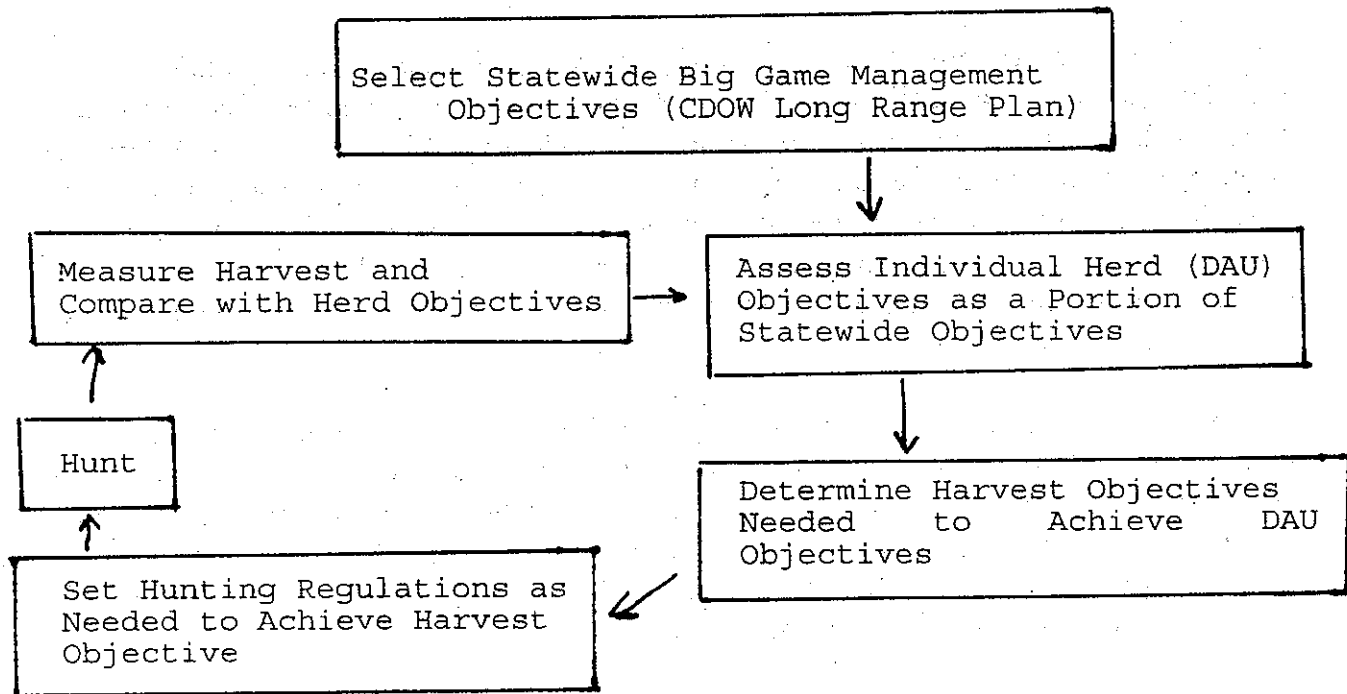 Select Statewide Big Game Management
Objectives (CDOW Long Range Plan)
Measure Harvest and
Compare with Herd Objectives
Assess Individual Herd (DAU)
Objectives as a Portion of
Statewide Objectives
Hunt
Determine Harvest Objectives
Needed to Achieve DAU
Objectives
Set Hunting Regulations as
Needed to Achieve Harvest
Objective